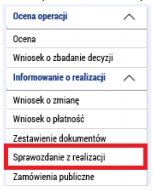 Ocena operacji
Ocena
Wniosek o zbadanie decyzji
Informowanie o realizacji
Wniosek o zmianę
Wniosek o płatność
Zestawienie dokumentów
Sprawozdanie z realizacji
Zamówienia publiczne